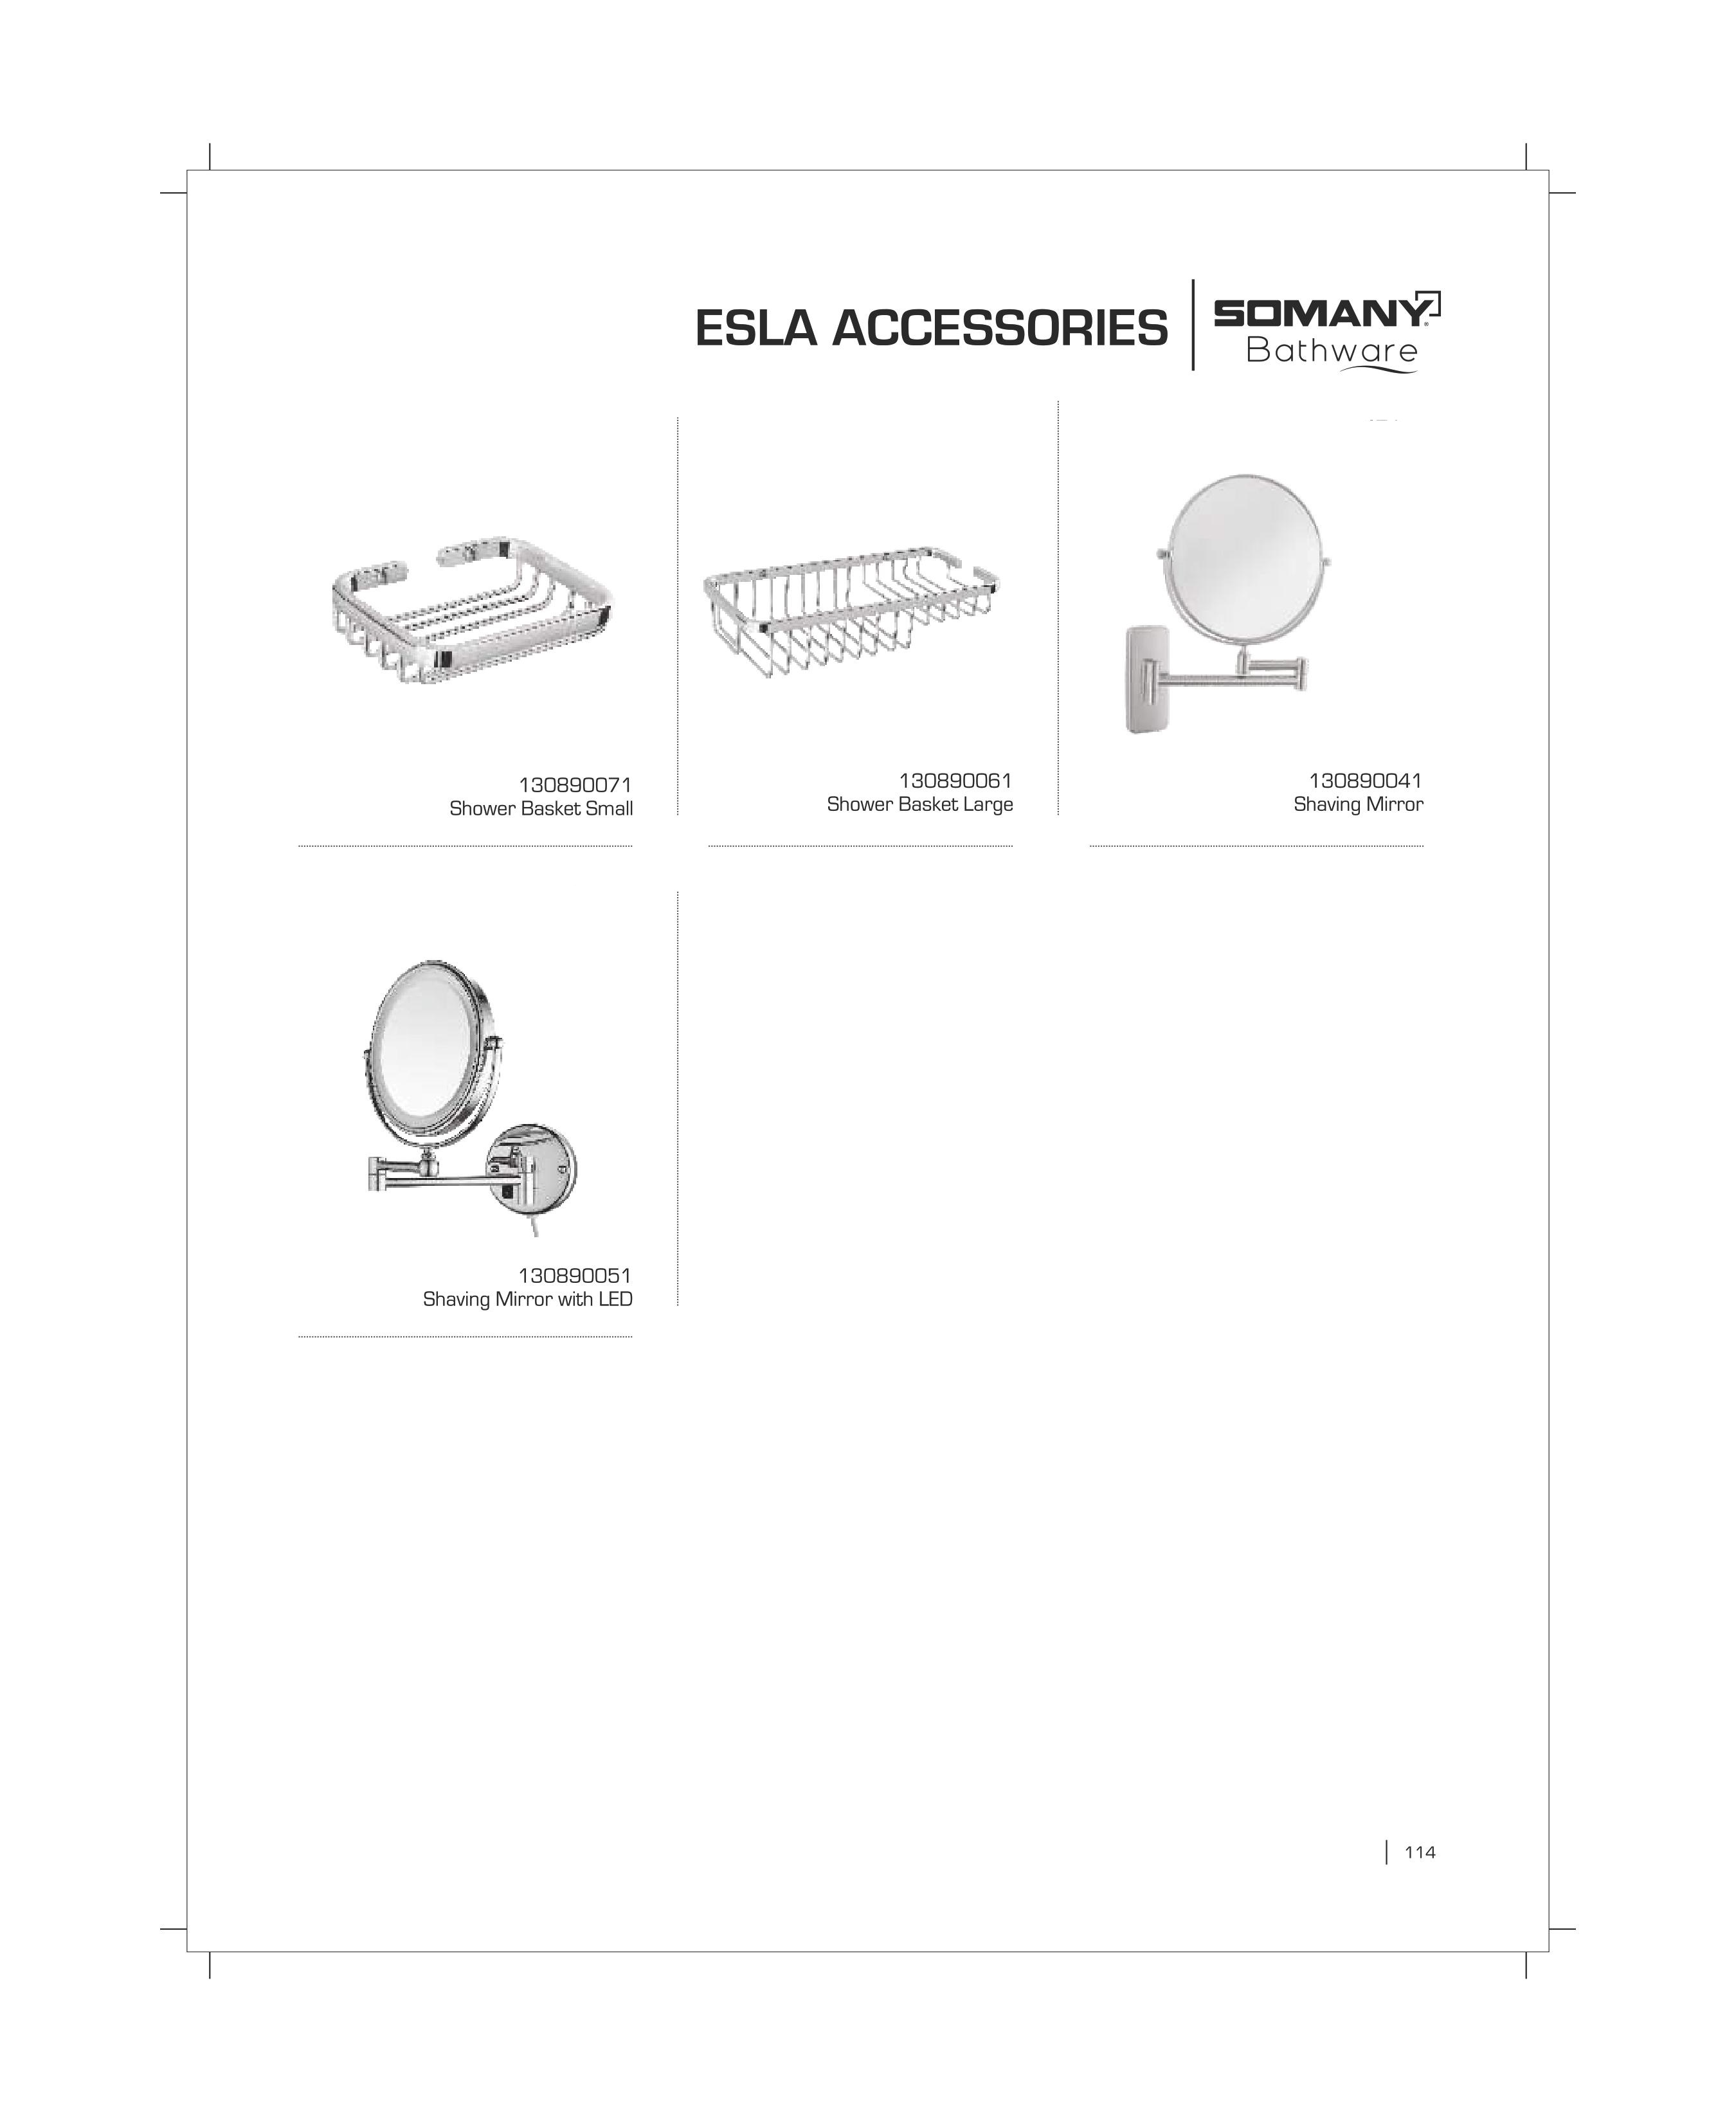 ESLA ACCESSORIES
SOMANY®
Bathware
130890071
Shower Basket Small
130890061
Shower Basket Large
130890041
Shaving Mirror
130890051
Shaving Mirror with LED
114